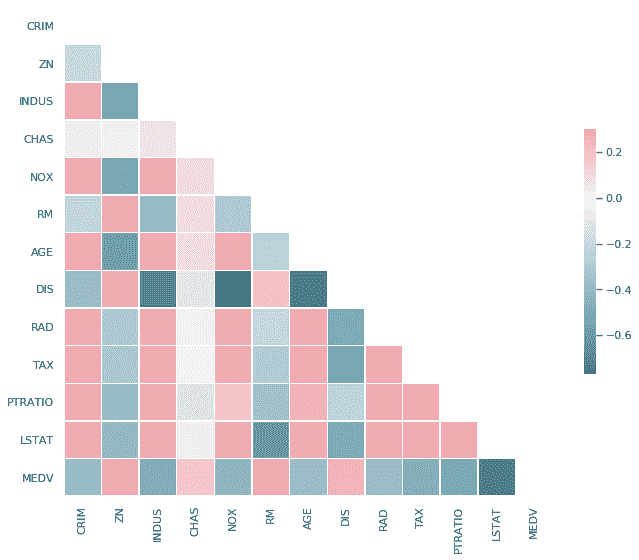 CRIM
ZN
INDUS
CHAS
NOX
RM
AGE
DIS
RAD
TAX
PTRATIO
LSTAT
MEDV
0.2
0.0
−0.2
−0.4
−0.6
CRIM
ZN
INDUS
CHAS
NOX
RM
AGE
DIS
RAD
TAX
PTRATIO
LSTAT
MEDV